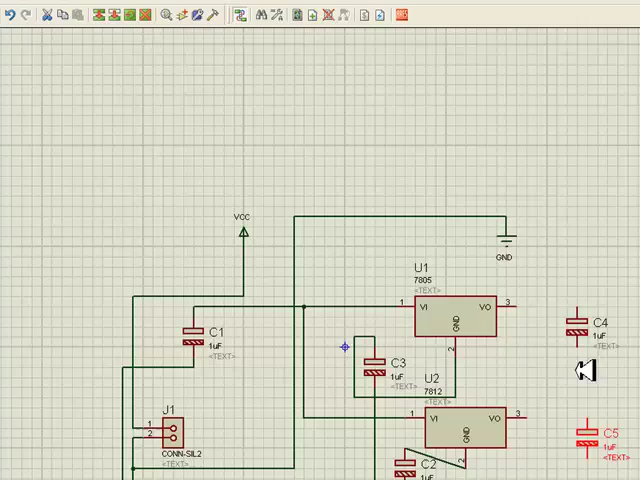 VCC
GND
U1
7805
<TEXT>
1
VI
VO
3
GND
2
C1
1uF
<TEXT>
C4
1uF
<TEXT>
C3
1uF
<TEXT>
U2
7812
<TEXT>
1
VI
VO
3
GND
2
J1
1
2
CONN-SIL2
<TEXT>
C5
1uF
<TEXT>
C2
1uF